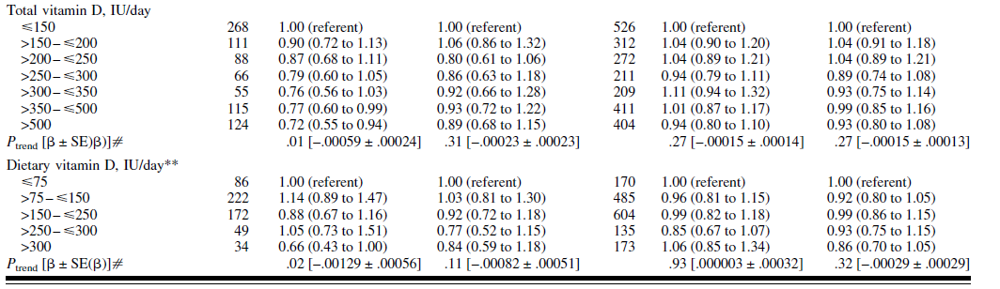 Total vitamin D, IU/day
≤150 268 1.00 (referent) 1.00 (referent) 526 1.00 (referent) 1.00 (referent)
>150–≤200 111 0.90 (0.72 to 1.13) 1.06 (0.86 to 1.32) 312 1.04 (0.90 to 1.20) 1.04 (0.91 to 1.18)
>200–≤250 88 0.87 (0.68 to 1.11) 0.80 (0.61 to 1.06) 272 1.04 (0.89 to 1.21) 1.04 (0.89 to 1.21)
>250–≤300 66 0.79 (0.60 to 1.05) 0.86 (0.63 to 1.18) 211 0.94 (0.79 to 1.11) 0.89 (0.74 to 1.08)
>300–≤350 55 0.76 (0.56 to 1.03) 0.92 (0.66 to 1.28) 209 1.11 (0.94 to 1.32) 0.93 (0.75 to 1.14)
>350–≤500 115 0.77 (0.60 to 0.99) 0.93 (0.72 to 1.22) 411 1.01 (0.87 to 1.17) 0.99 (0.85 to 1.16)
>500 124 0.72 (0.55 to 0.94) 0.89 (0.68 to 1.15) 404 0.94 (0.80 to 1.10) 0.93 (0.80 to 1.08)
Ptrend [β ± SE)β)]# .01 [–.00059 ± .00024] .31 [–.00023 ± .00023] .27 [–.00015 ± .00014] .27 [–.00015 ± .00013]
Dietary vitamin D, IU/day**
≤75 86 1.00 (referent) 1.00 (referent) 170 1.00 (referent) 1.00 (referent)
>75–≤150 222 1.14 (0.89 to 1.47) 1.03 (0.81 to 1.30) 485 0.96 (0.81 to 1.15) 0.92 (0.80 to 1.05)
>150–≤250 172 0.88 (0.67 to 1.16) 0.92 (0.72 to 1.18) 604 0.99 (0.82 to 1.18) 0.99 (0.86 to 1.15)
>250–≤300 49 1.05 (0.73 to 1.51) 0.77 (0.52 to 1.15) 135 0.85 (0.67 to 1.07) 0.93 (0.75 to 1.15)
>300 34 0.66 (0.43 to 1.00) 0.84 (0.59 to 1.18) 173 1.06 (0.85 to 1.34) 0.86 (0.70 to 1.05)
Ptrend [β ± SE(β)]# .02 [–.00129 ± .00056] .11 [–.00082 ± .00051] .93 [.000003 ± .00032] .32 [–.00029 ± .00029]